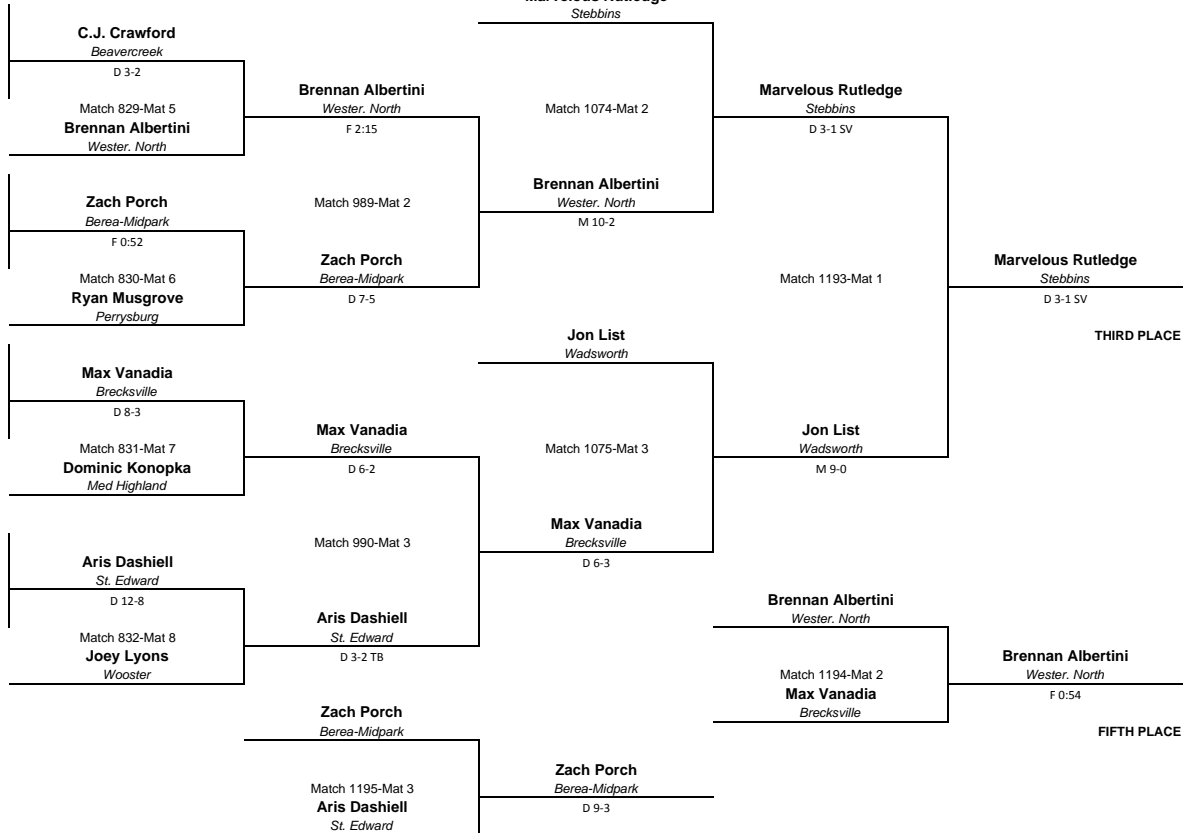 Marvelous Rutledge
Stebbins
C.J. Crawford
Beavercreek
D 3-2
Match 829-Mat 5
Brennan Albertini
Wester. North
Brennan Albertini
Wester. North
F 2:15
Match 1074-Mat 2
Marvelous Rutledge
Stebbins
D 3-1 SV
Zach Porch
Berea-Midpark
F 0:52
Match 989-Mat 2
Brennan Albertini
Wester. North
M 10-2
Match 830-Mat 6
Ryan Musgrove
Perrysburg
Zach Porch
Berea-Midpark
D 7-5
Match 1193-Mat 1
Marvelous Rutledge
Stebbins
D 3-1 SV
THIRD PLACE
Jon List
Wadsworth
Max Vanadia
Brecksville
D 8-3
Match 831-Mat 7
Dominic Konopka
Med Highland
Max Vanadia
Brecksville
D 6-2
Match 1075-Mat 3
Jon List
Wadsworth
M 9-0
Match 990-Mat 3
Max Vanadia
Brecksville
D 6-3
Aris Dashiell
St. Edward
D 12-8
Match 832-Mat 8
Joey Lyons
Wooster
Aris Dashiell
St. Edward
D 3-2 TB
Brennan Albertini
Wester. North
Match 1194-Mat 2
Max Vanadia
Brecksville
Brennan Albertini
Wester. North
F 0:54
FIFTH PLACE
Zach Porch
Berea-Midpark
Match 1195-Mat 3
Aris Dashiell
St. Edward
Zach Porch
Berea-Midpark
D 9-3